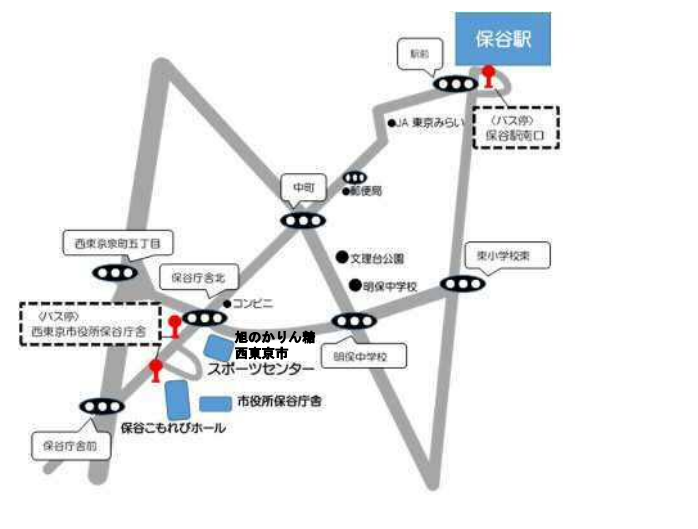 保谷駅
駅前
〈バス停〉
保谷駅南口
●JA 東京みらい
中町
●郵便局
西東京泉町五丁目
保谷庁舎北
●文理台公園
東小学校東
●コンビニ
●明保中学校
〈バス停〉
西東京市役所保谷庁舎
旭のかりん糖
西東京市
スポーツセンター
明保中学校
市役所保谷庁舎
保谷こもれびホール
保谷庁舎前